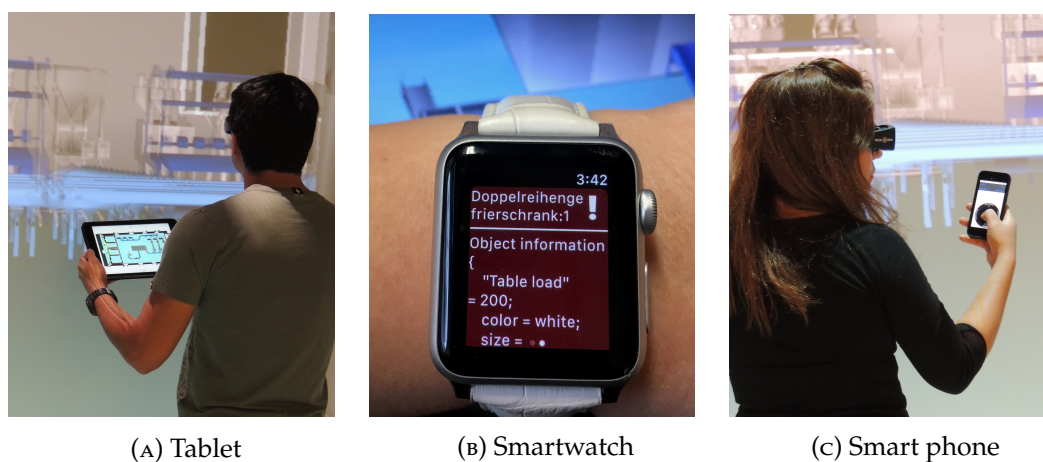 3:42
Doppelreihenge
frierschrank:1 !
Object information
{
"Table load"
= 200;
color = white;
size =
(A) Tablet
(B) Smartwatch
(C) Smart phone